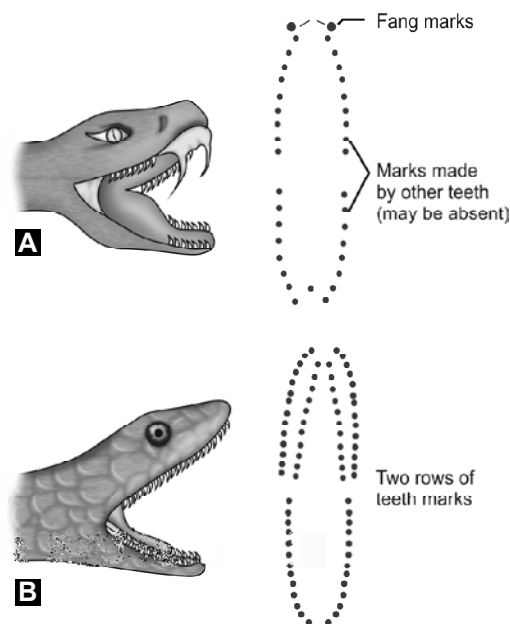 A
Fang marks
Marks made
by other teeth
(may be absent)
B
Two rows of
teeth marks